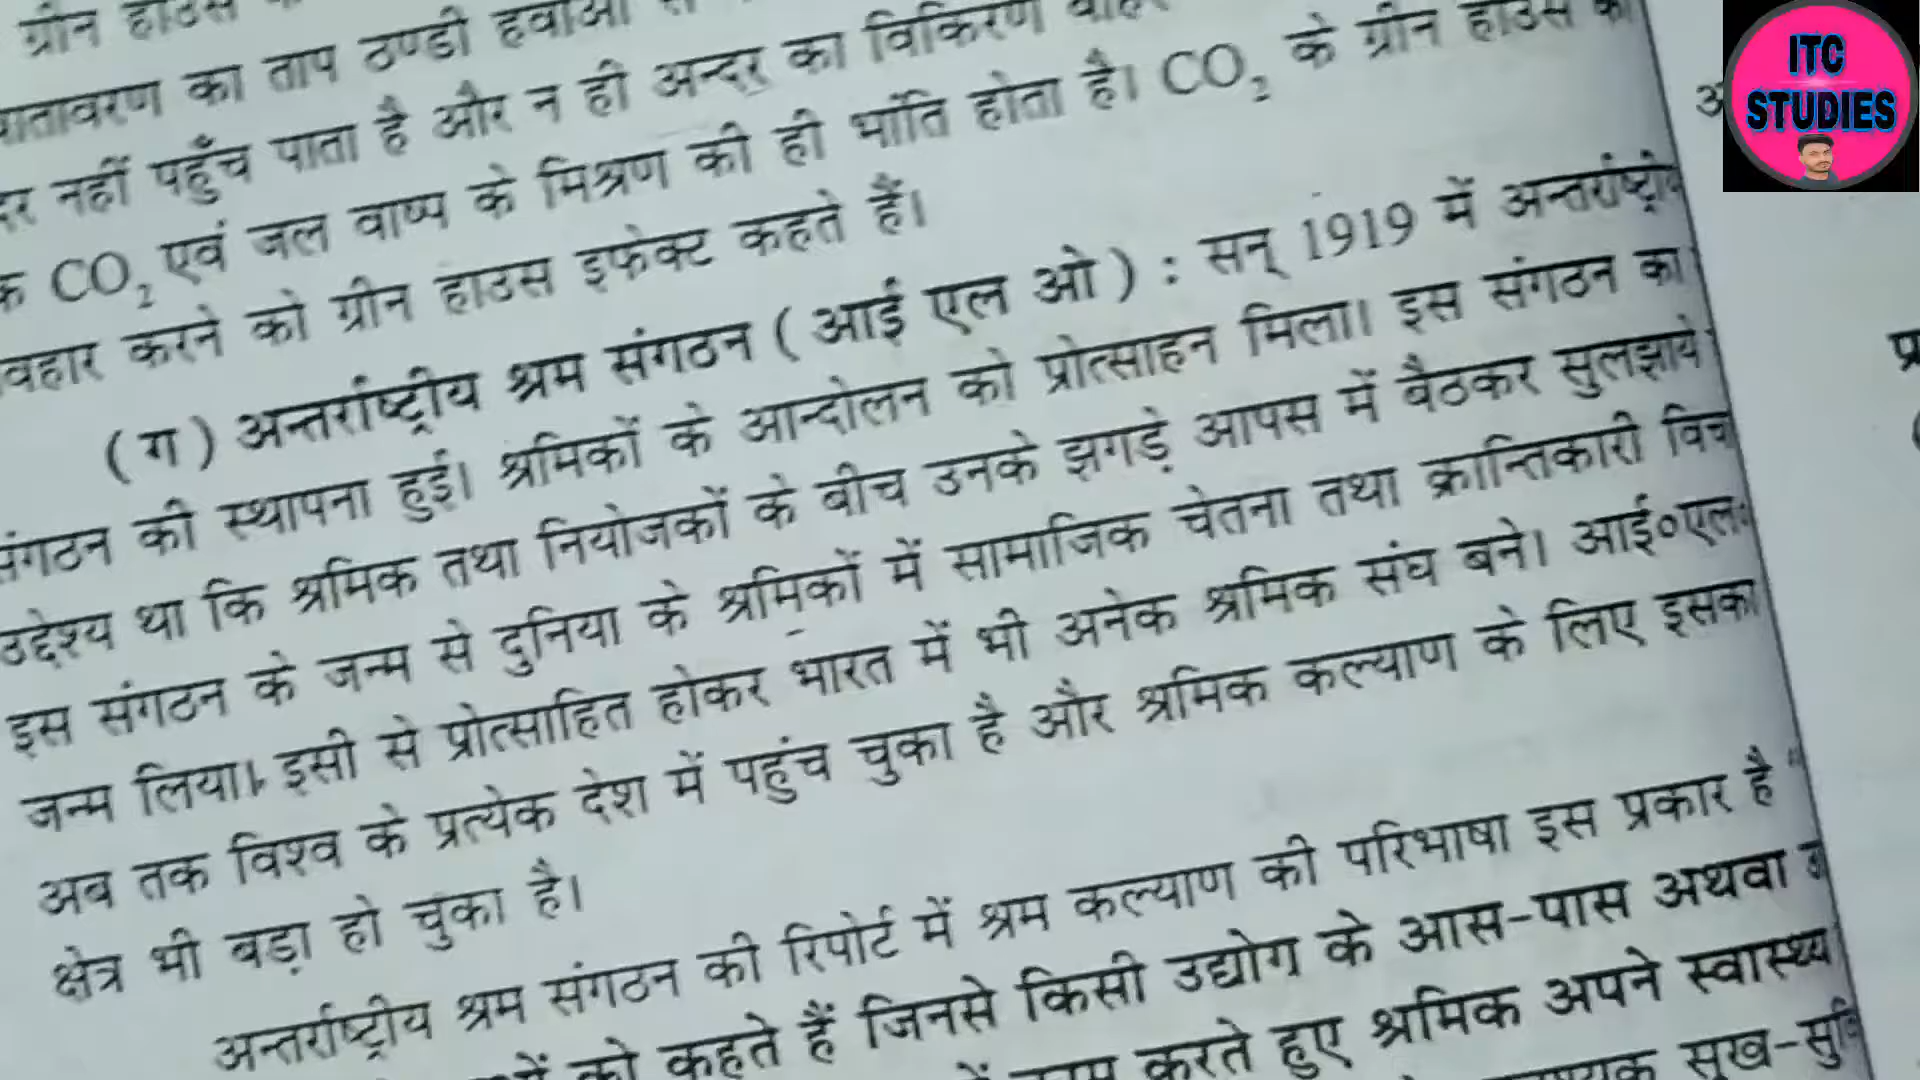 ग्रीन हाउस
वातावरण का ताप ठण्डी हवाओं से
नहीं पहुँच पाता है और न ही अन्दर का विकिरण बाहर
CO₂ एवं जल वाष्प के मिश्रण की ही भांति होता है। CO₂ के ग्रीन हाउस का
करने को ग्रीन हाउस इफेक्ट कहते हैं।
(ग) अन्तर्राष्ट्रीय श्रम संगठन (आई एल ओ) : सन् 1919 में अन्तर्राष्ट्रीय
संगठन की स्थापना हुई। श्रमिकों के आन्दोलन को प्रोत्साहन मिला। इस संगठन का
उद्देश्य था कि श्रमिक तथा नियोजकों के बीच उनके झगड़े आपस में बैठकर सुलझाये
इस संगठन के जन्म से दुनिया के श्रमिकों में सामाजिक चेतना तथा क्रान्तिकारी विच
जन्म लिया। इसी से प्रोत्साहित होकर भारत में भी अनेक श्रमिक संघ बने। आई०एल०
अब तक विश्व के प्रत्येक देश में पहुंच चुका है और श्रमिक कल्याण के लिए इसका
क्षेत्र भी बड़ा हो चुका है।
अन्तर्राष्ट्रीय श्रम संगठन की रिपोर्ट में श्रम कल्याण की परिभाषा इस प्रकार है "
को कहते हैं जिनसे किसी उद्योग के आस-पास अथवा
करते हुए श्रमिक अपने स्वास्थ्य
सुख-सुवि
ITC
STUDIES